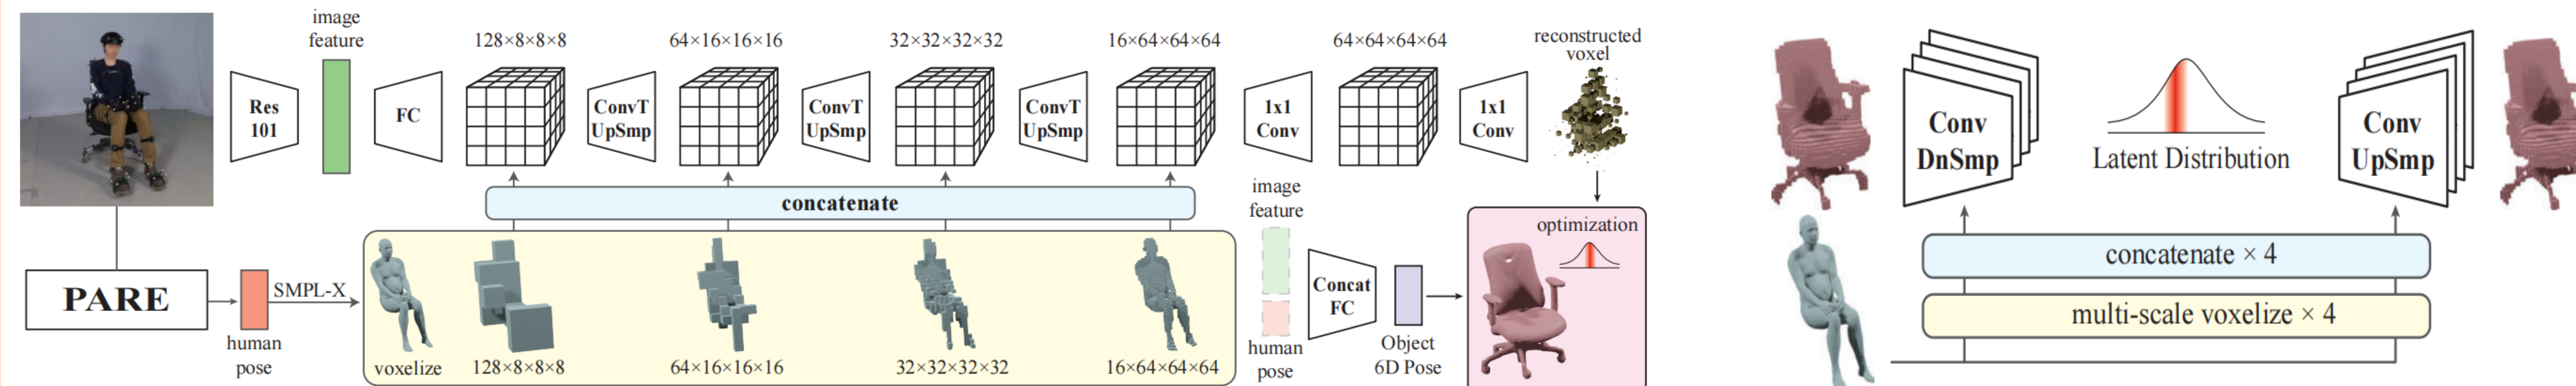 image
feature
128×8×8×8
64×16×16×16
32×32×32×32
16×64×64×64
64×64×64×64
reconstructed
voxel
Res
101
FC
ConvT
UpSmp
ConvT
UpSmp
ConvT
UpSmp
1x1
Conv
1x1
Conv
concatenate
PARE
human
pose
SMPL-X
voxelize
128×8×8×8
64×16×16×16
32×32×32×32
16×64×64×64
image
feature
human
pose
Concat
FC
Object
6D Pose
optimization
Conv
DnSmp
Latent Distribution
Conv
UpSmp
concatenate × 4
multi-scale voxelize × 4